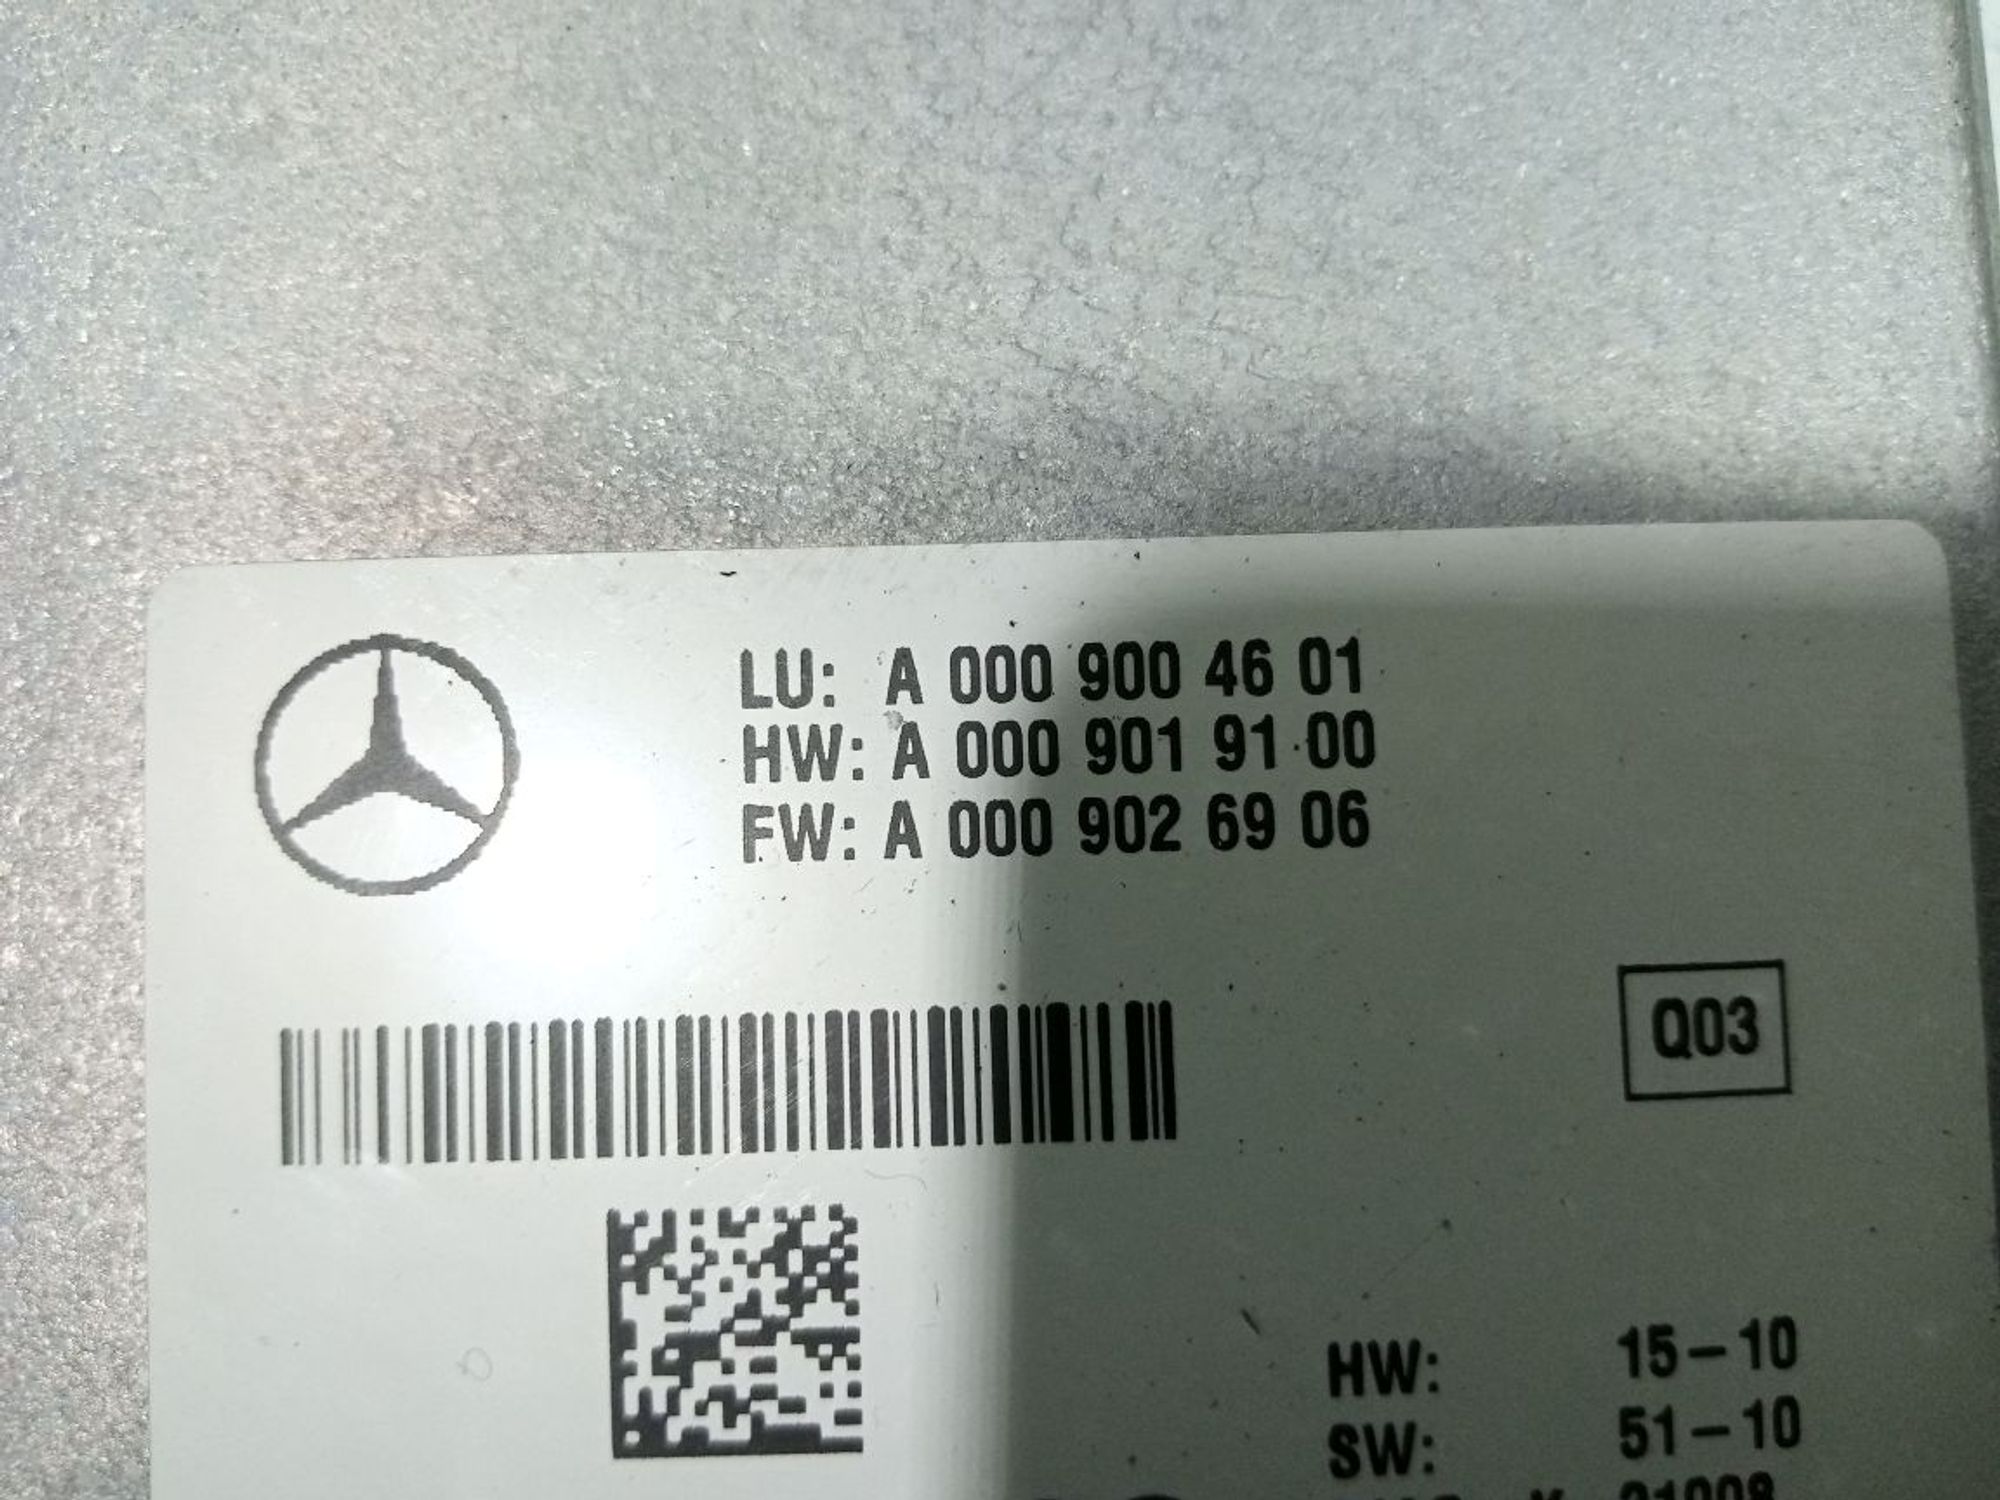 LU: A 000 900 46 01
HW: A 000 901 91 00
FW: A 000 902 69 06
Q03
HW: 15-10
SW: 51-10